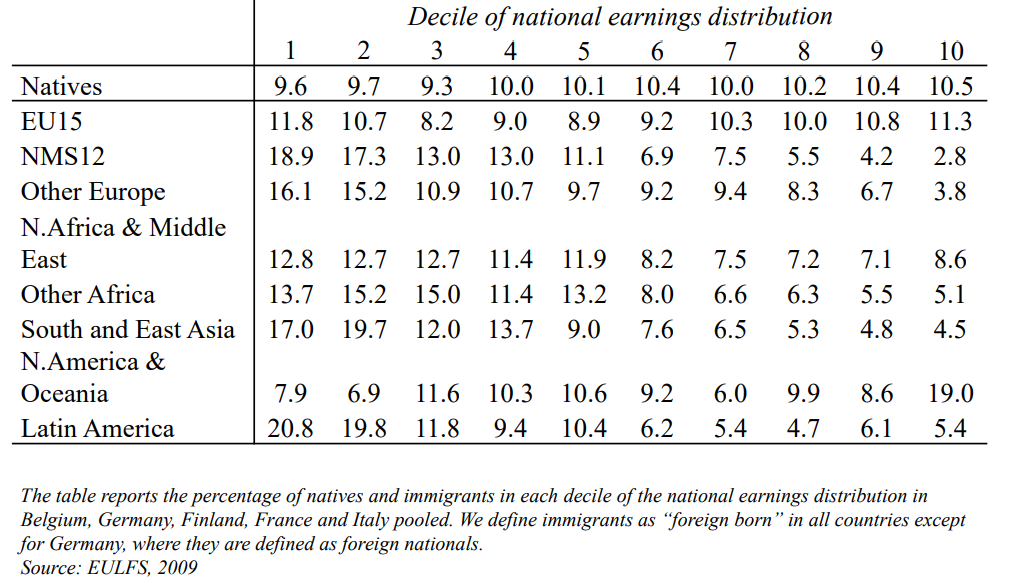 Decile of national earnings distribution
1 2 3 4 5 6 7 8 9 10
Natives 9.6 9.7 9.3 10.0 10.1 10.4 10.0 10.2 10.4 10.5
EU15 11.8 10.7 8.2 9.0 8.9 9.2 10.3 10.0 10.8 11.3
NMS12 18.9 17.3 13.0 13.0 11.1 6.9 7.5 5.5 4.2 2.8
Other Europe 16.1 15.2 10.9 10.7 9.7 9.2 9.4 8.3 6.7 3.8
N.Africa & Middle
East 12.8 12.7 12.7 11.4 11.9 8.2 7.5 7.2 7.1 8.6
Other Africa 13.7 15.2 15.0 11.4 13.2 8.0 6.6 6.3 5.5 5.1
South and East Asia 17.0 19.7 12.0 13.7 9.0 7.6 6.5 5.3 4.8 4.5
N.America &
Oceania 7.9 6.9 11.6 10.3 10.6 9.2 6.0 9.9 8.6 19.0
Latin America 20.8 19.8 11.8 9.4 10.4 6.2 5.4 4.7 6.1 5.4
The table reports the percentage of natives and immigrants in each decile of the national earnings distribution in
Belgium, Germany, Finland, France and Italy pooled. We define immigrants as “foreign born” in all countries except
for Germany, where they are defined as foreign nationals.
Source: EULFS, 2009